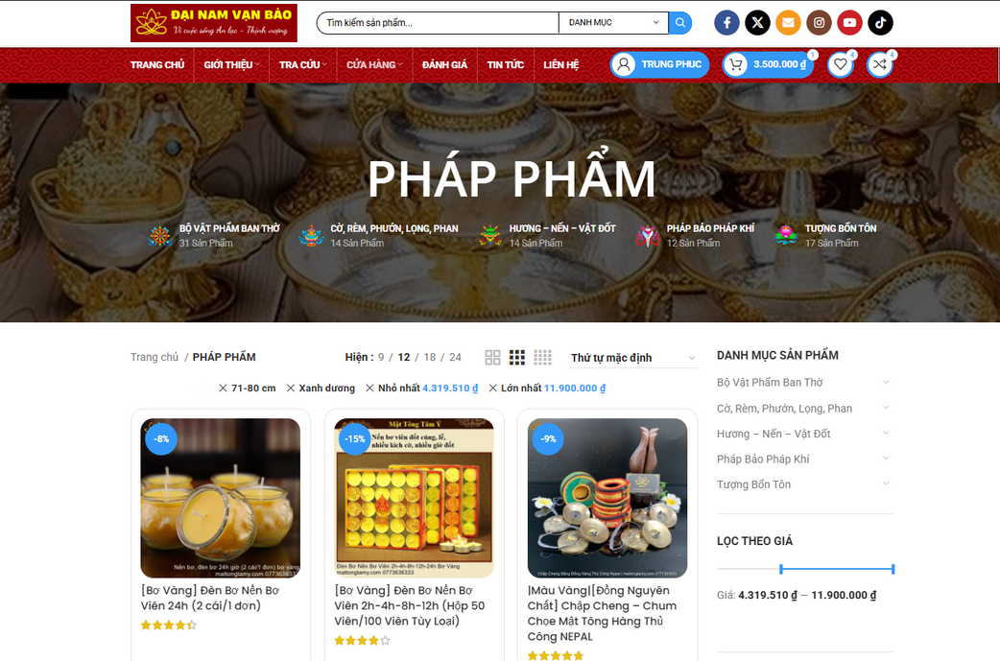 ĐẠI NAM VẠN BẢO
Vì cuộc sống An lạc - Thịnh vượng
Tìm kiếm sản phẩm...
DANH MỤC
TRANG CHỦ
GIỚI THIỆU
TRA CỨU
CỬA HÀNG
ĐÁNH GIÁ
TIN TỨC
LIÊN HỆ
TRUNG PHUC
3.500.000 ₫
1
4
4
PHÁP PHẨM
BỘ VẬT PHẨM BAN THỜ
31 Sản Phẩm
CỜ, RÈM, PHƯỚN, LỌNG, PHAN
14 Sản Phẩm
HƯƠNG – NẾN – VẬT ĐỐT
14 Sản Phẩm
PHÁP BẢO PHÁP KHÍ
12 Sản Phẩm
TƯỢNG BỔN TÔN
17 Sản Phẩm
Trang chủ / PHÁP PHẨM
Hiện : 9 / 12 / 18 / 24
Thứ tự mặc định
71-80 cm
Xanh dương
Nhỏ nhất 4.319.510 ₫
Lớn nhất 11.900.000 ₫
-8%
Nến bơ, đèn bơ 24h giờ (2 cái/1 đơn) bơ vàng
mattongtamy.com 0773638333
[Bơ Vàng] Đèn Bơ Nến Bơ
Viên 24h (2 cái/1 đơn)
-15%
Mật Tông Tâm Ý
Nến bơ viên đốt cúng, lễ,
nhiều kích cỡ, nhiều giờ đốt
Đèn Bơ Nến Bơ Viên 2h-4h-8h-12h-24h Bơ Vàng
mattongtamy.com 0773638333
[Bơ Vàng] Đèn Bơ Nến Bơ
Viên 2h-4h-8h-12h (Hộp 50
Viên/100 Viên Tùy Loại)
-9%
mattongtamy.com 0773638333
|Màu Vàng|[Đồng Nguyên
Chất] Chập Cheng – Chum
Chọe Mật Tông Hàng Thủ
Công NEPAL
DANH MỤC SẢN PHẨM
Bộ Vật Phẩm Ban Thờ
Cờ, Rèm, Phướn, Lọng, Phan
Hương – Nến – Vật Đốt
Pháp Bảo Pháp Khí
Tượng Bổn Tôn
LỌC THEO GIÁ
Giá: 4.319.510 ₫ — 11.900.000 ₫